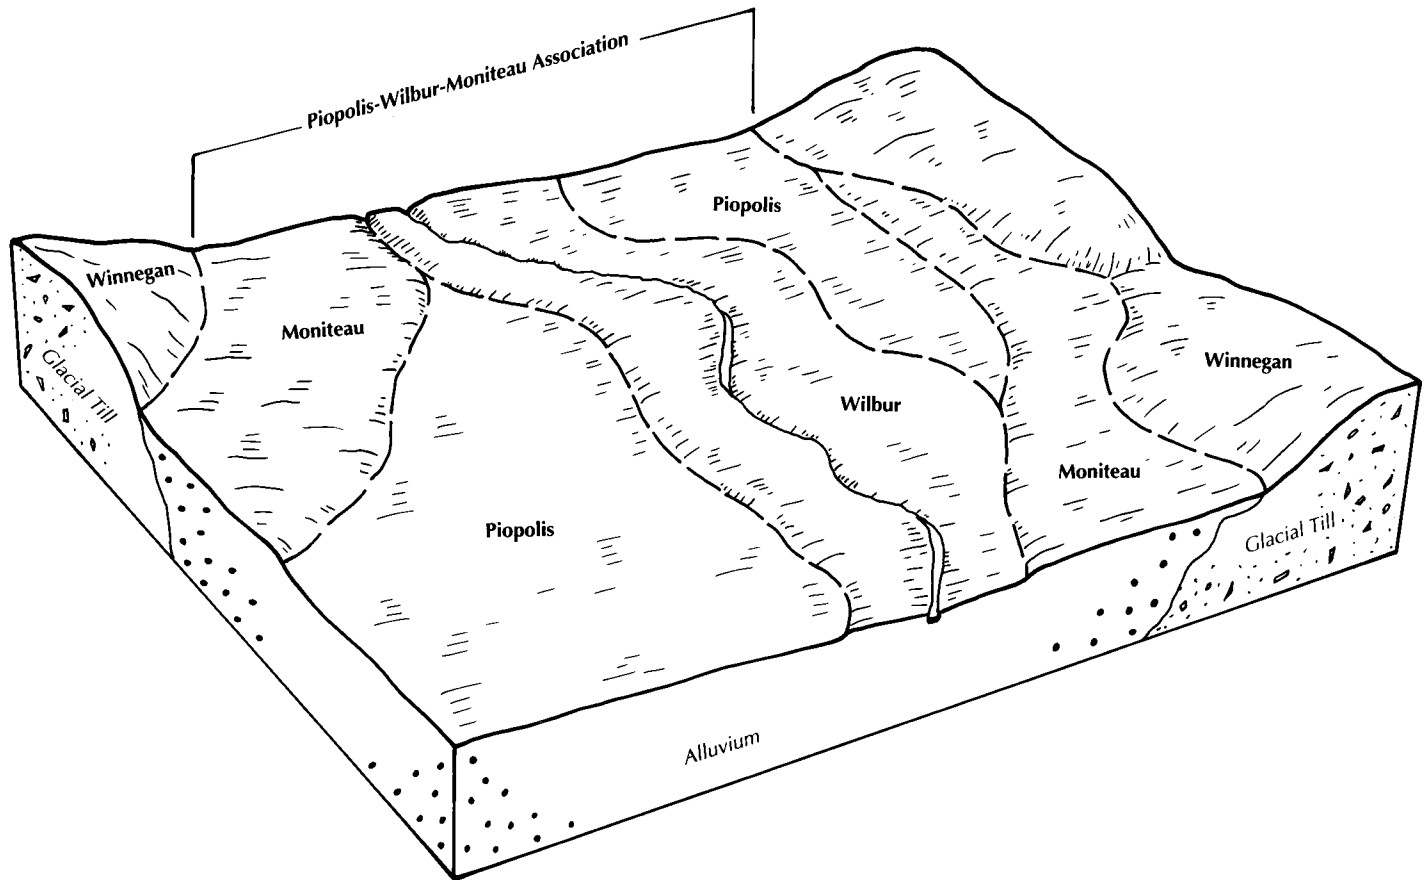 Piopolis-Wilbur-Moniteau Association
Piopolis
Winnegan
Moniteau
Winnegan
Glacial Till
Wilbur
Moniteau
Piopolis
Glacial Till
Alluvium